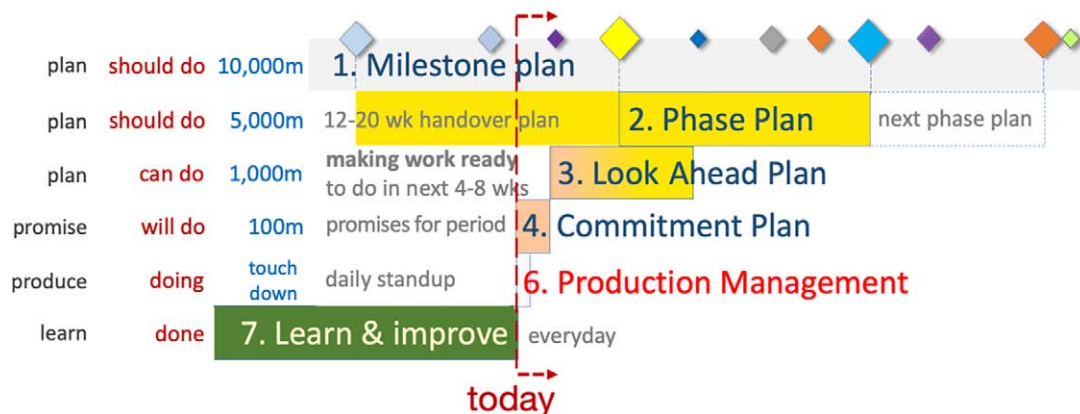 plan should do 10,000m 1. Milestone plan
plan should do 5,000m 12-20 wk handover plan 2. Phase Plan next phase plan
plan can do 1,000m making work ready
to do in next 4-8 wks 3. Look Ahead Plan
promise will do 100m promises for period 4. Commitment Plan
produce doing touch
down daily standup 6. Production Management
learn done 7. Learn & improve everyday
today